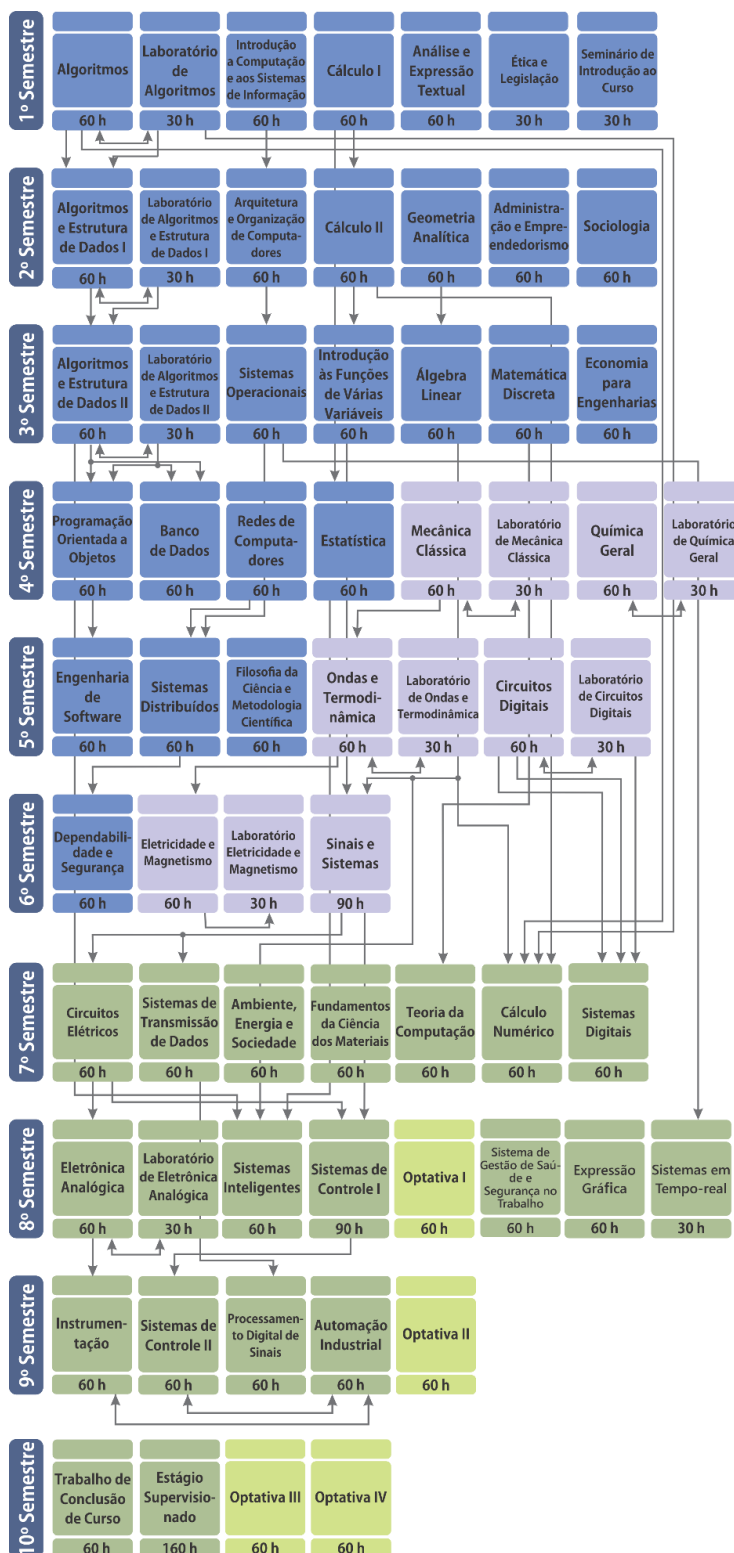 1º Semestre
Algoritmos
60 h
Laboratório
de
Algoritmos
30 h
Introdução
a Computação
e aos Sistemas
de Informação
60 h
Cálculo I
60 h
Análise e
Expressão
Textual
60 h
Ética e
Legislação
30 h
Seminário de
Introdução ao
Curso
30 h
2º Semestre
Algoritmos
e Estrutura
de Dados I
60 h
Laboratório
de Algoritmos
e Estrutura
de Dados I
30 h
Arquitetura
e Organização
de Computa-
dores
60 h
Cálculo II
60 h
Geometria
Analítica
60 h
Administra-
ção e Empre-
endedorismo
60 h
Sociologia
60 h
3º Semestre
Algoritmos
e Estrutura
de Dados II
60 h
Laboratório
de Algoritmos
e Estrutura
de Dados II
30 h
Sistemas
Operacionais
60 h
Introdução
às Funções
de Várias
Variáveis
60 h
Álgebra
Linear
60 h
Matemática
Discreta
60 h
Economia
para
Engenharias
60 h
4º Semestre
Programação
Orientada a
Objetos
60 h
Banco
de Dados
60 h
Redes de
Computa-
dores
60 h
Estatística
60 h
Mecânica
Clássica
60 h
Laboratório
de Mecânica
Clássica
30 h
Química
Geral
60 h
Laboratório
de Química
Geral
30 h
5º Semestre
Engenharia
de
Software
60 h
Sistemas
Distribuídos
60 h
Filosofia da
Ciência e
Metodologia
Científica
60 h
Ondas e
Termodi-
nâmica
60 h
Laboratório
de Ondas e
Termodinâmica
30 h
Circuitos
Digitais
60 h
Laboratório
de Circuitos
Digitais
30 h
6º Semestre
Dependabili-
dade e
Segurança
60 h
Eletricidade e
Magnetismo
60 h
Laboratório
Eletricidade e
Magnetismo
30 h
Sinais e
Sistemas
90 h
7º Semestre
Circuitos
Elétricos
60 h
Sistemas de
Transmissão
de Dados
60 h
Ambiente,
Energia e
Sociedade
60 h
Fundamentos
da Ciência
dos Materiais
60 h
Teoria da
Computação
60 h
Cálculo
Numérico
60 h
Sistemas
Digitais
60 h
8º Semestre
Eletrônica
Analógica
60 h
Laboratório
de Eletrônica
Analógica
30 h
Sistemas
Inteligentes
60 h
Sistemas de
Controle I
90 h
Optativa I
60 h
Sistema de
Gestão de Saú-
de e
Segurança no
Trabalho
60 h
Expressão
Gráfica
60 h
Sistemas em
Tempo-real
30 h
9º Semestre
Instrumen-
tação
60 h
Sistemas de
Controle II
60 h
Processamen-
to Digital de
Sinais
60 h
Automação
Industrial
60 h
Optativa II
60 h
10º Semestre
Trabalho de
Conclusão
de Curso
60 h
Estágio
Supervisio-
nado
160 h
Optativa III
60 h
Optativa IV
60 h